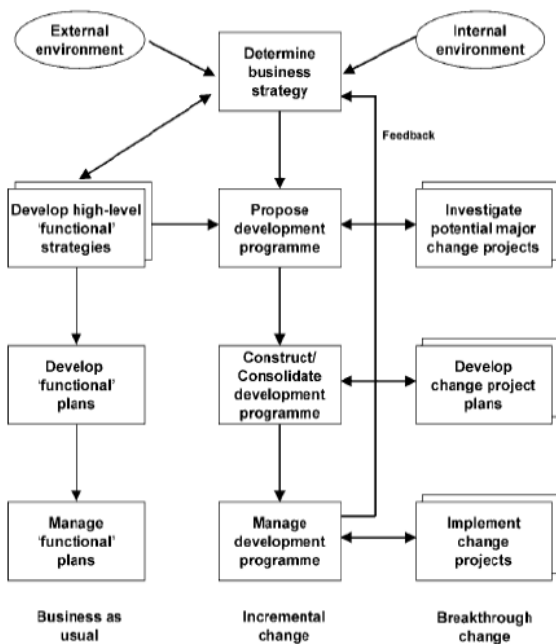 External
environment
Internal
environment
Determine
business
strategy
Feedback
Develop high-level
'functional'
strategies
Propose
development
programme
Investigate
potential major
change projects
Develop
'functional'
plans
Construct/
Consolidate
development
programme
Develop
change project
plans
Manage
'functional'
plans
Manage
development
programme
Implement
change
projects
Business as
usual
Incremental
change
Breakthrough
change